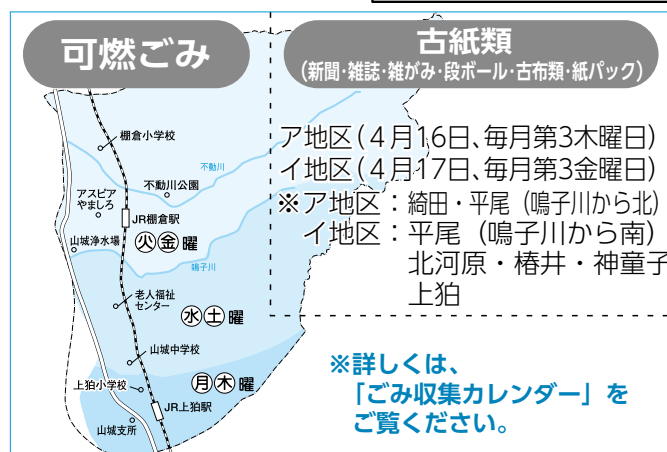 可燃ごみ
古紙類
(新聞・雑誌・雑がみ・段ボール・古布類・紙パック)
ア地区(4月16日、毎月第3木曜日)
イ地区(4月17日、毎月第3金曜日)
※ア地区：綺田・平尾（鳴子川から北）
イ地区：平尾（鳴子川から南）
北河原・椿井・神童子
上狛
棚倉小学校
不動川
アスピア
やましろ
不動川公園
JR棚倉駅
山城浄水場
火金曜
鳴子川
老人福祉
センター
水土曜
山城中学校
上狛小学校
月木曜
JR上狛駅
山城支所
※詳しくは、
「ごみ収集カレンダー」を
ご覧ください。